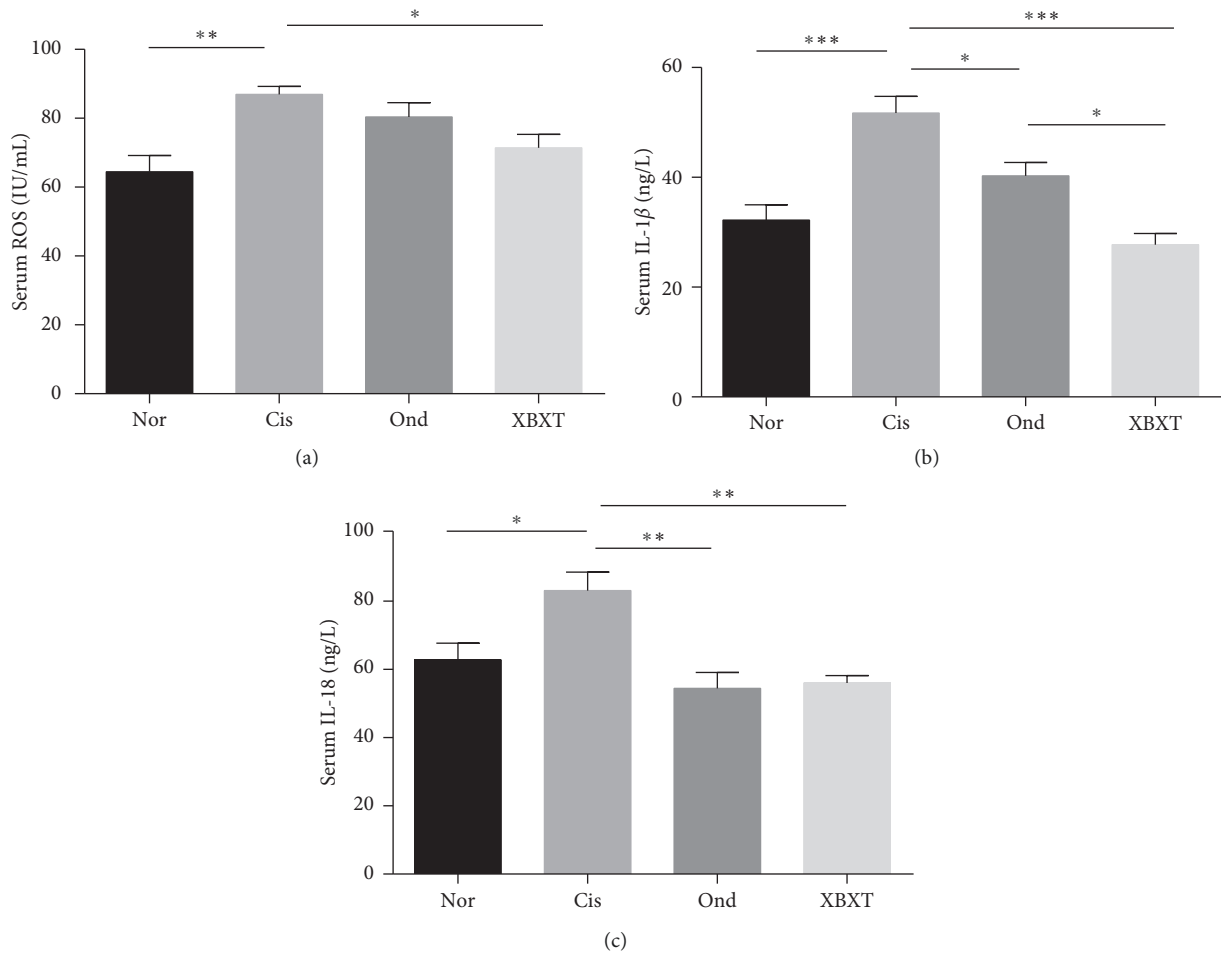 ** *
100
80
60
40
20
0
Serum ROS (IU/mL)
Nor Cis Ond XBXT
(a)
***
*** *
*
60
40
20
0
Serum IL-1β (ng/L)
Nor Cis Ond XBXT
(b)
**
* **
100
80
60
40
20
0
Serum IL-18 (ng/L)
Nor Cis Ond XBXT
(c)